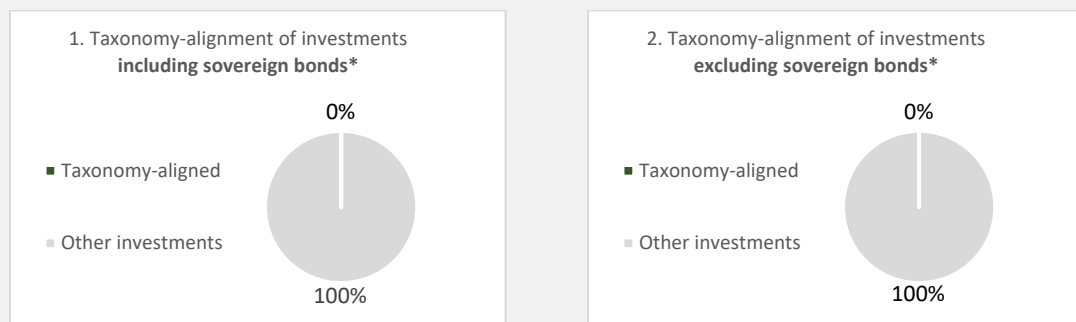 1. Taxonomy-alignment of investments
including sovereign bonds*
0%
Taxonomy-aligned
Other investments
100%
2. Taxonomy-alignment of investments
excluding sovereign bonds*
0%
Taxonomy-aligned
Other investments
100%